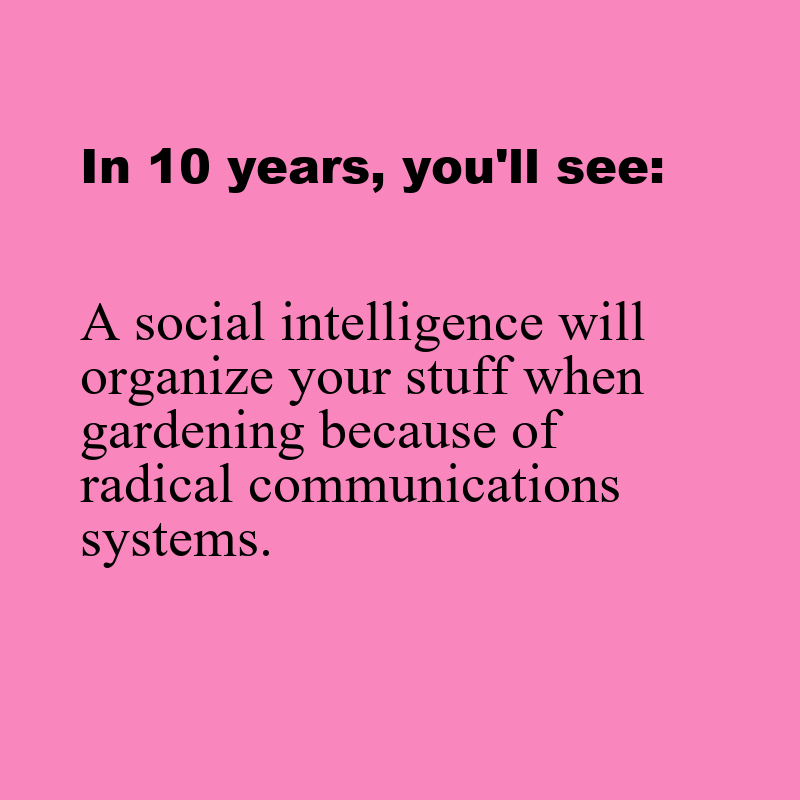 In 10 years, you'll see:
A social intelligence will
organize your stuff when
gardening because of
radical communications
systems.